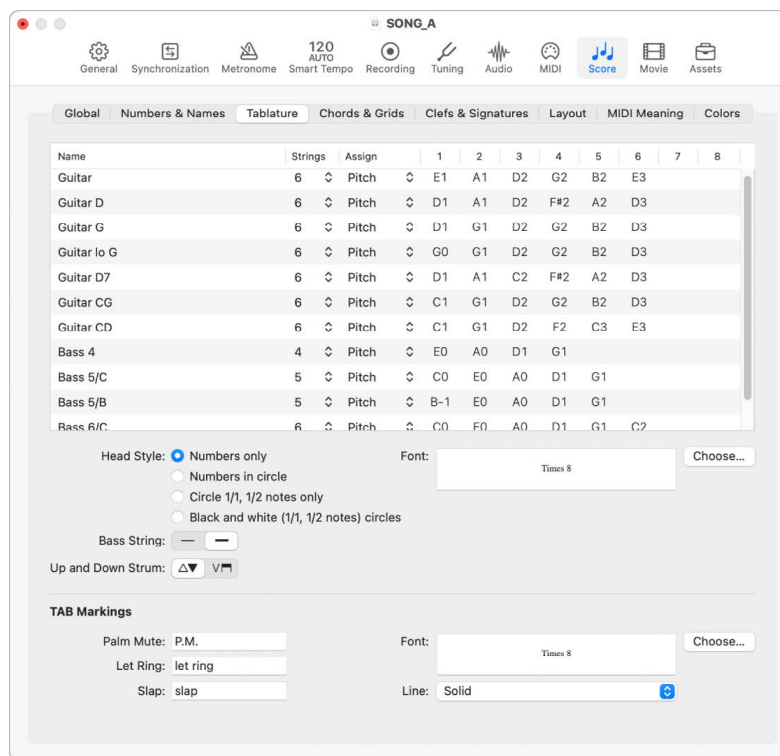 SONG_A
120
AUTO
General Synchronization Metronome Smart Tempo Recording Tuning Audio MIDI Score Movie Assets
Global Numbers & Names Tablature Chords & Grids Clefs & Signatures Layout MIDI Meaning Colors
Name Strings Assign 1 2 3 4 5 6 7 8
Guitar 6 Pitch E1 A1 D2 G2 B2 E3
Guitar D 6 Pitch D1 A1 D2 F#2 A2 D3
Guitar G 6 Pitch D1 G1 D2 G2 B2 D3
Guitar lo G 6 Pitch G0 G1 D2 G2 B2 D3
Guitar D7 6 Pitch D1 A1 C2 F#2 A2 D3
Guitar CG 6 Pitch C1 G1 D2 G2 B2 D3
Guitar CD 6 Pitch C1 G1 D2 F2 C3 E3
Bass 4 4 Pitch E0 A0 D1 G1
Bass 5/C 5 Pitch C0 E0 A0 D1 G1
Bass 5/B 5 Pitch B-1 E0 A0 D1 G1
Bass 6/C 6 Pitch C0 E0 A0 D1 G1 C2
Head Style: Numbers only Font: Times 8 Choose...
Numbers in circle
Circle 1/1, 1/2 notes only
Black and white (1/1, 1/2 notes) circles
Bass String:
Up and Down Strum:
TAB Markings
Palm Mute: P.M. Font: Times 8 Choose...
Let Ring: let ring
Slap: slap Line: Solid